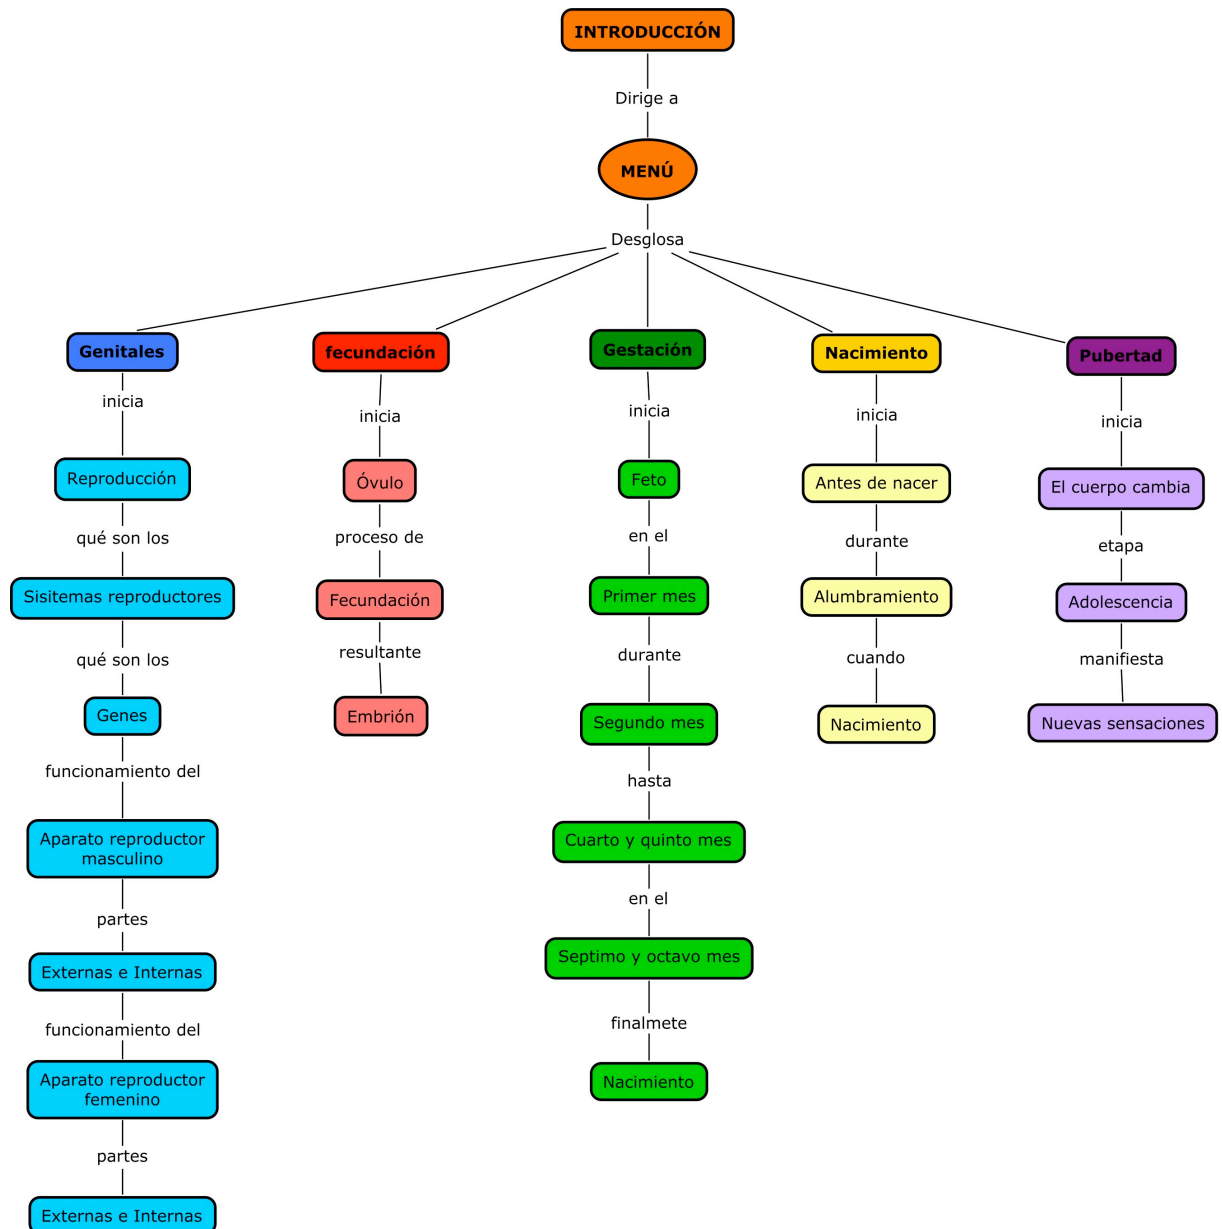 INTRODUCCIÓN
Dirige a
MENÚ
Desglosa
Genitales
inicia
Reproducción
qué son los
Sisitemas reproductores
qué son los
Genes
funcionamiento del
Aparato reproductor
masculino
partes
Externas e Internas
funcionamiento del
Aparato reproductor
femenino
partes
Externas e Internas
fecundación
inicia
Óvulo
proceso de
Fecundación
resultante
Embrión
Gestación
inicia
Feto
en el
Primer mes
durante
Segundo mes
hasta
Cuarto y quinto mes
en el
Septimo y octavo mes
finalmete
Nacimiento
Nacimiento
inicia
Antes de nacer
durante
Alumbramiento
cuando
Nacimiento
Pubertad
inicia
El cuerpo cambia
etapa
Adolescencia
manifiesta
Nuevas sensaciones